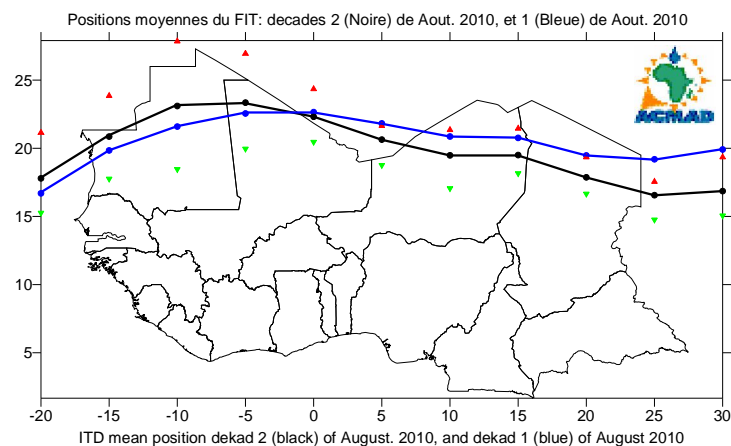 Positions moyennes du FIT: decades 2 (Noire) de Aout. 2010, et 1 (Bleue) de Aout. 2010
ACMAD
25
20
15
10
5
-20 -15 -10 -5 0 5 10 15 20 25 30
ITD mean position dekad 2 (black) of August. 2010, and dekad 1 (blue) of August 2010